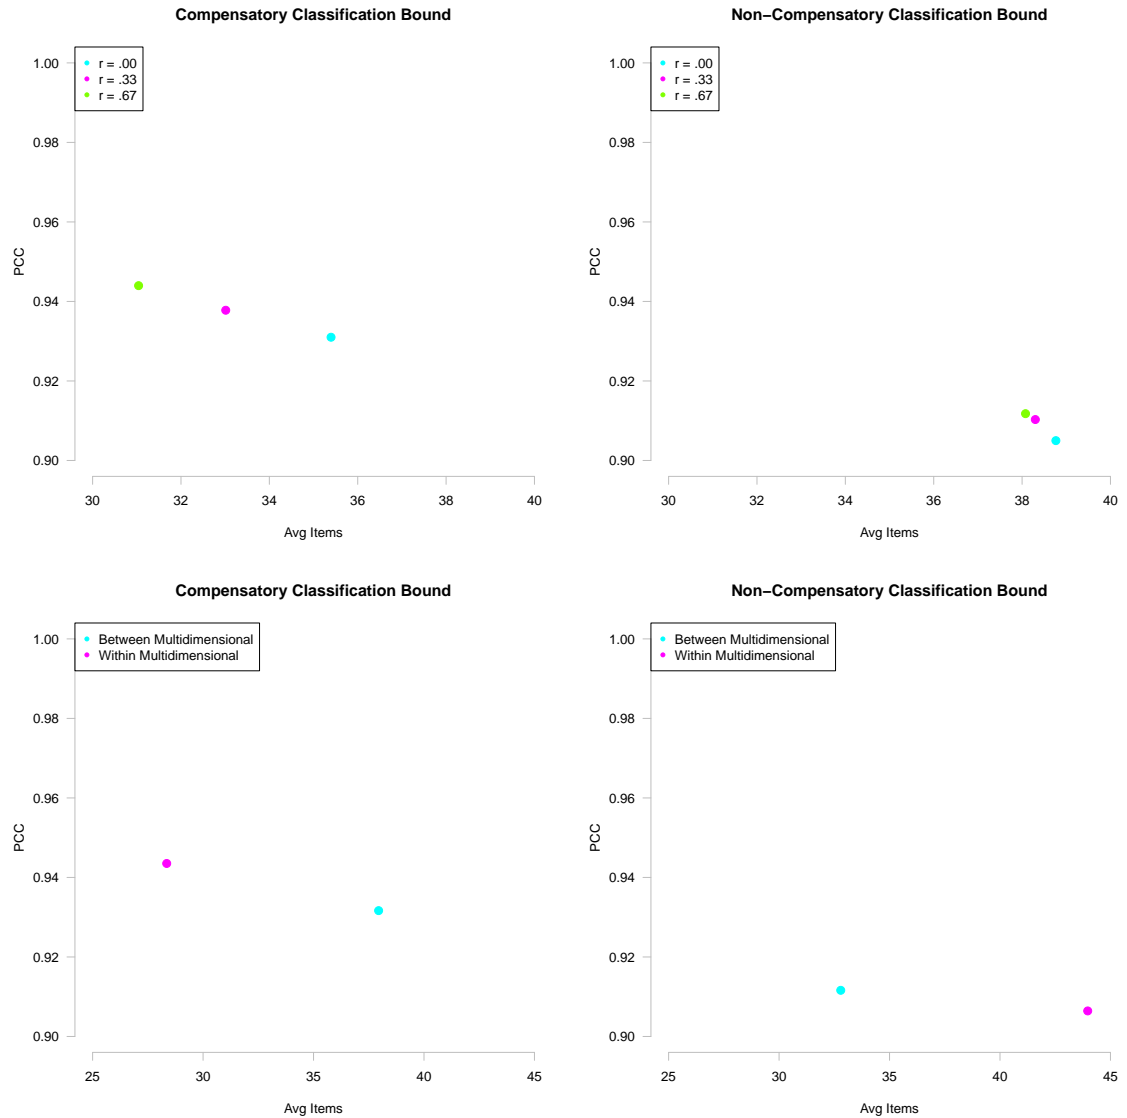 Compensatory Classification Bound
r = .00
r = .33
r = .67
1.00
0.98
0.96
0.94
0.92
0.90
PCC
30 32 34 36 38 40
Avg Items
Non−Compensatory Classification Bound
r = .00
r = .33
r = .67
1.00
0.98
0.96
0.94
0.92
0.90
PCC
30 32 34 36 38 40
Avg Items
Compensatory Classification Bound
Between Multidimensional
Within Multidimensional
1.00
0.98
0.96
0.94
0.92
0.90
PCC
25 30 35 40 45
Avg Items
Non−Compensatory Classification Bound
Between Multidimensional
Within Multidimensional
1.00
0.98
0.96
0.94
0.92
0.90
PCC
25 30 35 40 45
Avg Items